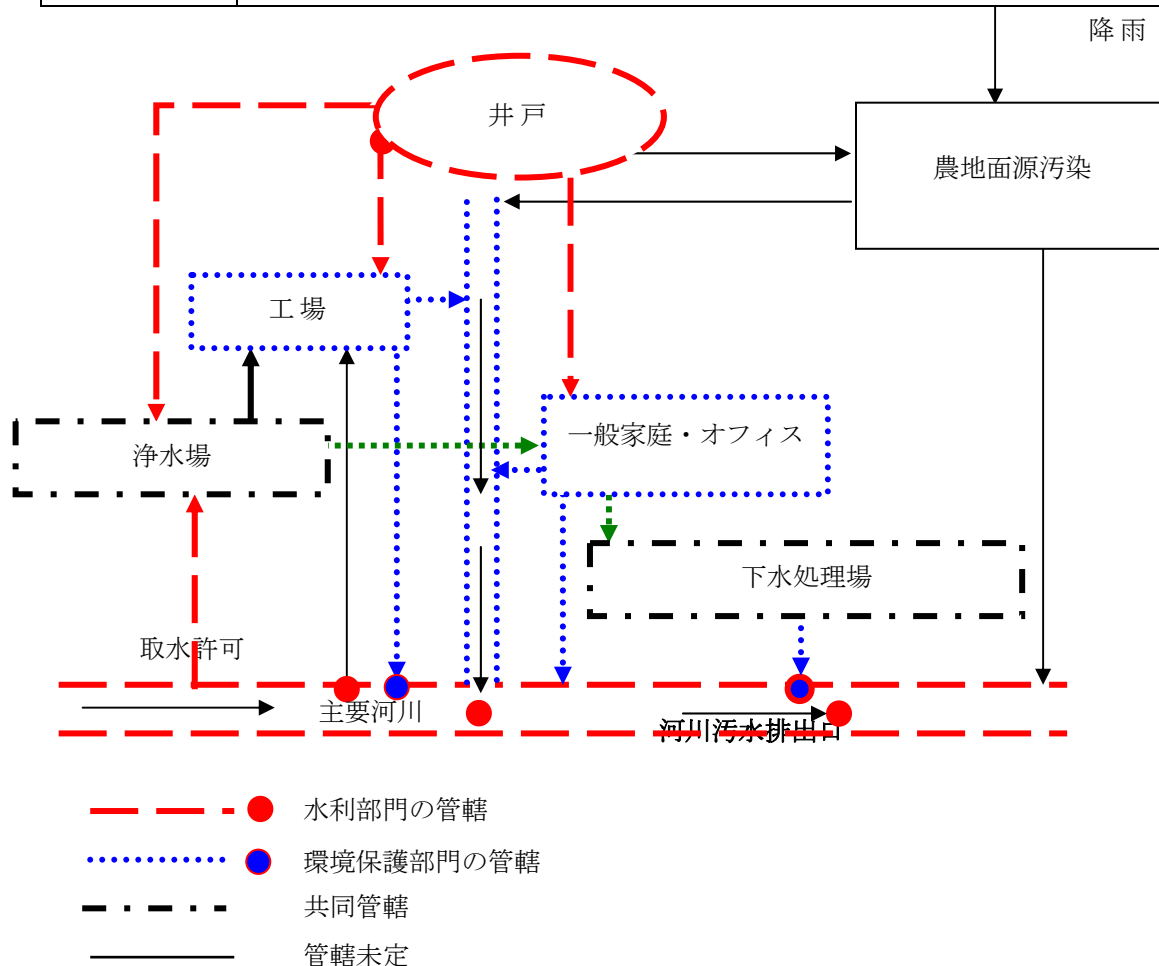 降 雨
井 戸
農地面源汚染
工 場
一般家庭・オフィス
浄水場
下水処理場
取水許可
主要河川
河川汚水排出口
水利部門の管轄
環境保護部門の管轄
共同管轄
管轄未定